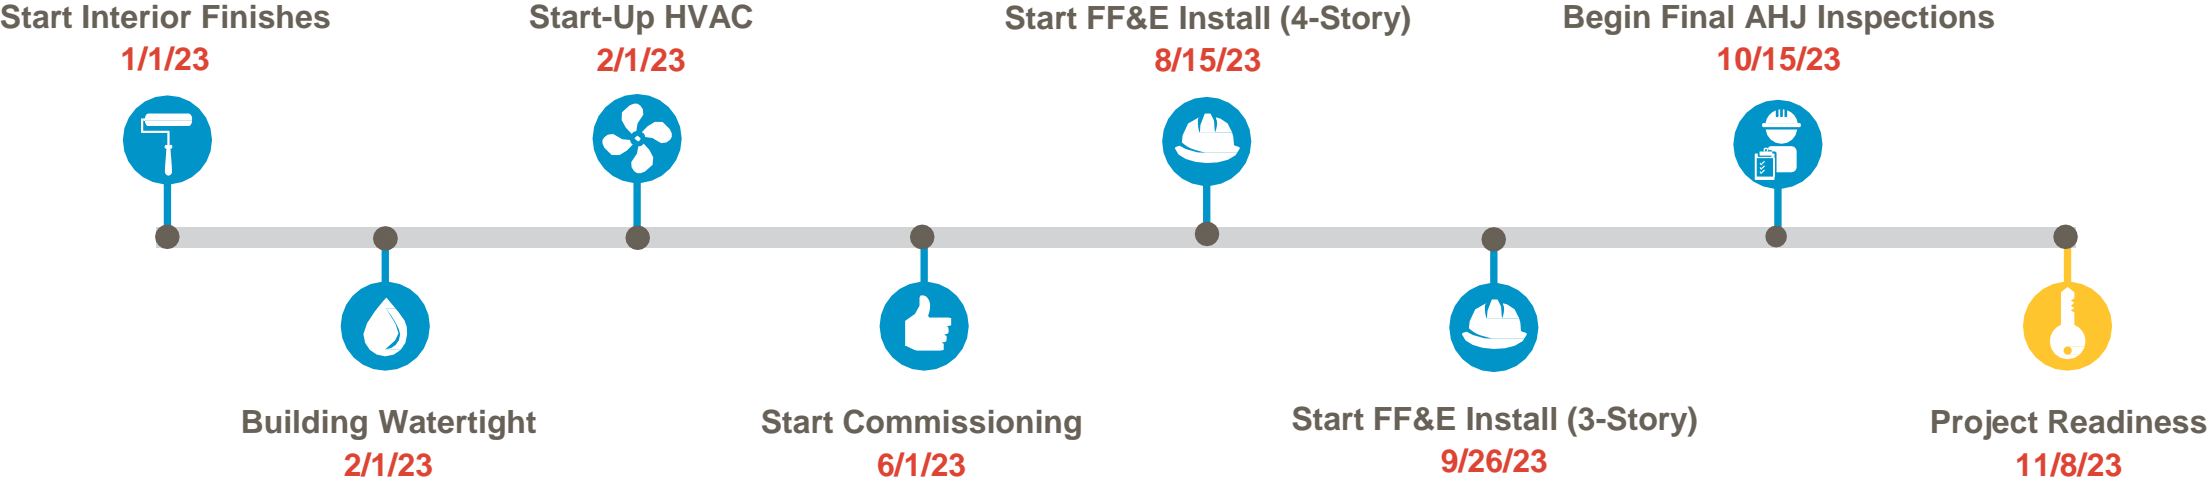 Start Interior Finishes
1/1/23
Start-Up HVAC
2/1/23
Start FF&E Install (4-Story)
8/15/23
Begin Final AHJ Inspections
10/15/23
Building Watertight
2/1/23
Start Commissioning
6/1/23
Start FF&E Install (3-Story)
9/26/23
Project Readiness
11/8/23